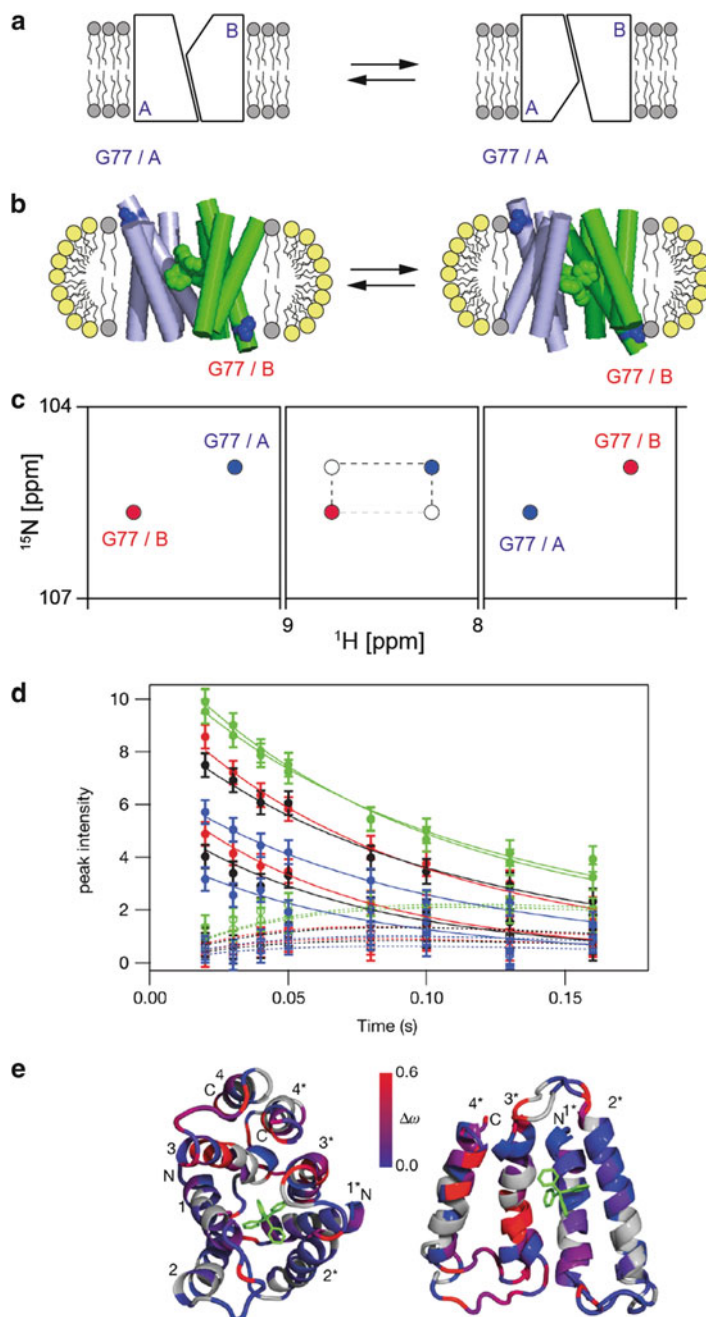 a
B
A
B
A
G77 / A
G77 / A
b
G77 / B
G77 / B
c
104
107
15N [ppm]
G77 / A
G77 / B
G77 / B
G77 / A
9
8
1H [ppm]
d
10
8
6
4
2
0
peak intensity
0.00
0.05
0.10
0.15
Time (s)
e
4
C
4*
3
C
3*
N
1
1*
N
2
2*
0.6
Δω
0.0
4*
C
3*
N
1*
2*